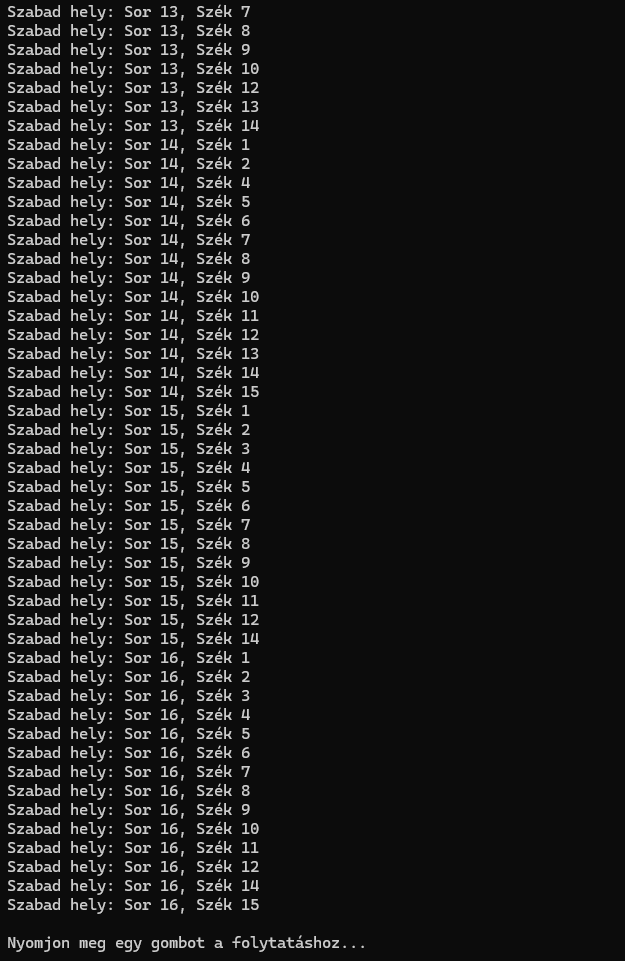 Szabad hely: Sor 13, Szék 7
Szabad hely: Sor 13, Szék 8
Szabad hely: Sor 13, Szék 9
Szabad hely: Sor 13, Szék 10
Szabad hely: Sor 13, Szék 12
Szabad hely: Sor 13, Szék 13
Szabad hely: Sor 13, Szék 14
Szabad hely: Sor 14, Szék 1
Szabad hely: Sor 14, Szék 2
Szabad hely: Sor 14, Szék 4
Szabad hely: Sor 14, Szék 5
Szabad hely: Sor 14, Szék 6
Szabad hely: Sor 14, Szék 7
Szabad hely: Sor 14, Szék 8
Szabad hely: Sor 14, Szék 9
Szabad hely: Sor 14, Szék 10
Szabad hely: Sor 14, Szék 11
Szabad hely: Sor 14, Szék 12
Szabad hely: Sor 14, Szék 13
Szabad hely: Sor 14, Szék 14
Szabad hely: Sor 14, Szék 15
Szabad hely: Sor 15, Szék 1
Szabad hely: Sor 15, Szék 2
Szabad hely: Sor 15, Szék 3
Szabad hely: Sor 15, Szék 4
Szabad hely: Sor 15, Szék 5
Szabad hely: Sor 15, Szék 6
Szabad hely: Sor 15, Szék 7
Szabad hely: Sor 15, Szék 8
Szabad hely: Sor 15, Szék 9
Szabad hely: Sor 15, Szék 10
Szabad hely: Sor 15, Szék 11
Szabad hely: Sor 15, Szék 12
Szabad hely: Sor 15, Szék 14
Szabad hely: Sor 16, Szék 1
Szabad hely: Sor 16, Szék 2
Szabad hely: Sor 16, Szék 3
Szabad hely: Sor 16, Szék 4
Szabad hely: Sor 16, Szék 5
Szabad hely: Sor 16, Szék 6
Szabad hely: Sor 16, Szék 7
Szabad hely: Sor 16, Szék 8
Szabad hely: Sor 16, Szék 9
Szabad hely: Sor 16, Szék 10
Szabad hely: Sor 16, Szék 11
Szabad hely: Sor 16, Szék 12
Szabad hely: Sor 16, Szék 14
Szabad hely: Sor 16, Szék 15
Nyomjon meg egy gombot a folytatáshoz...